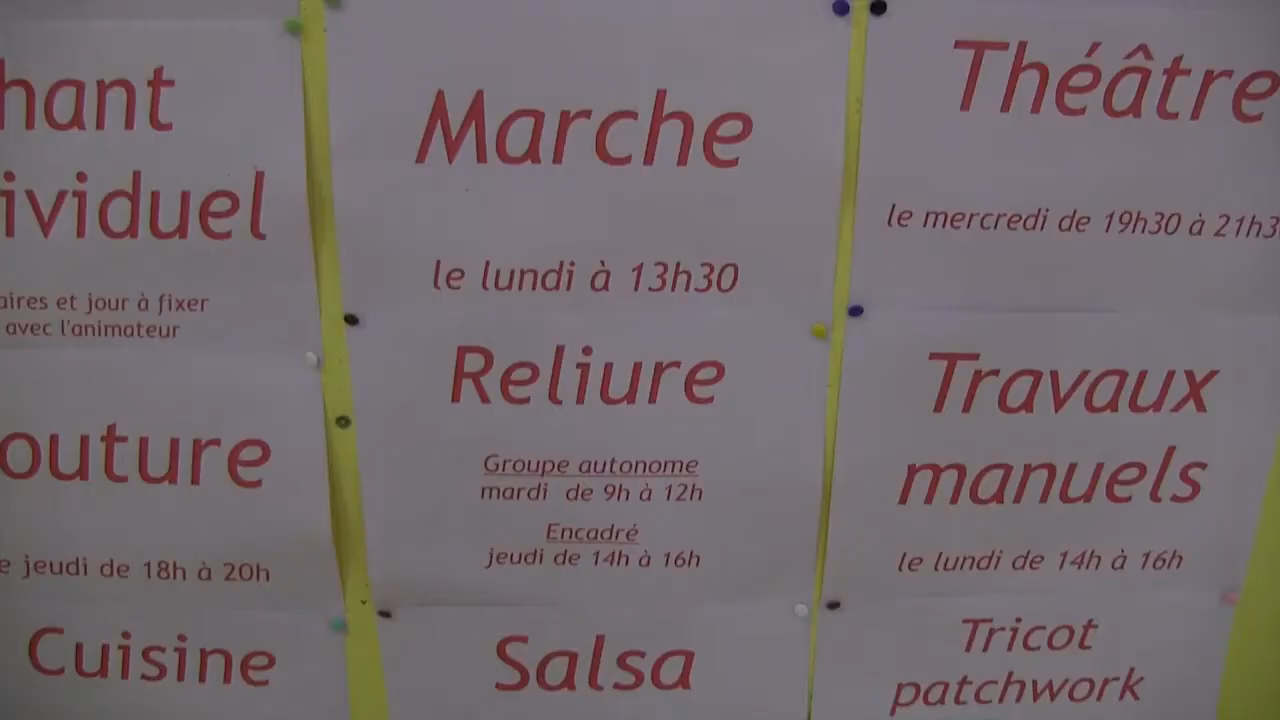 hant
ividuel
aires et jour à fixer
avec l'animateur
outure
e jeudi de 18h à 20h
Cuisine
Marche
le lundi à 13h30
Reliure
Groupe autonome
mardi de 9h à 12h
Encadré
jeudi de 14h à 16h
Salsa
Théâtre
le mercredi de 19h30 à 21h3
Travaux
manuels
le lundi de 14h à 16h
Tricot
patchwork